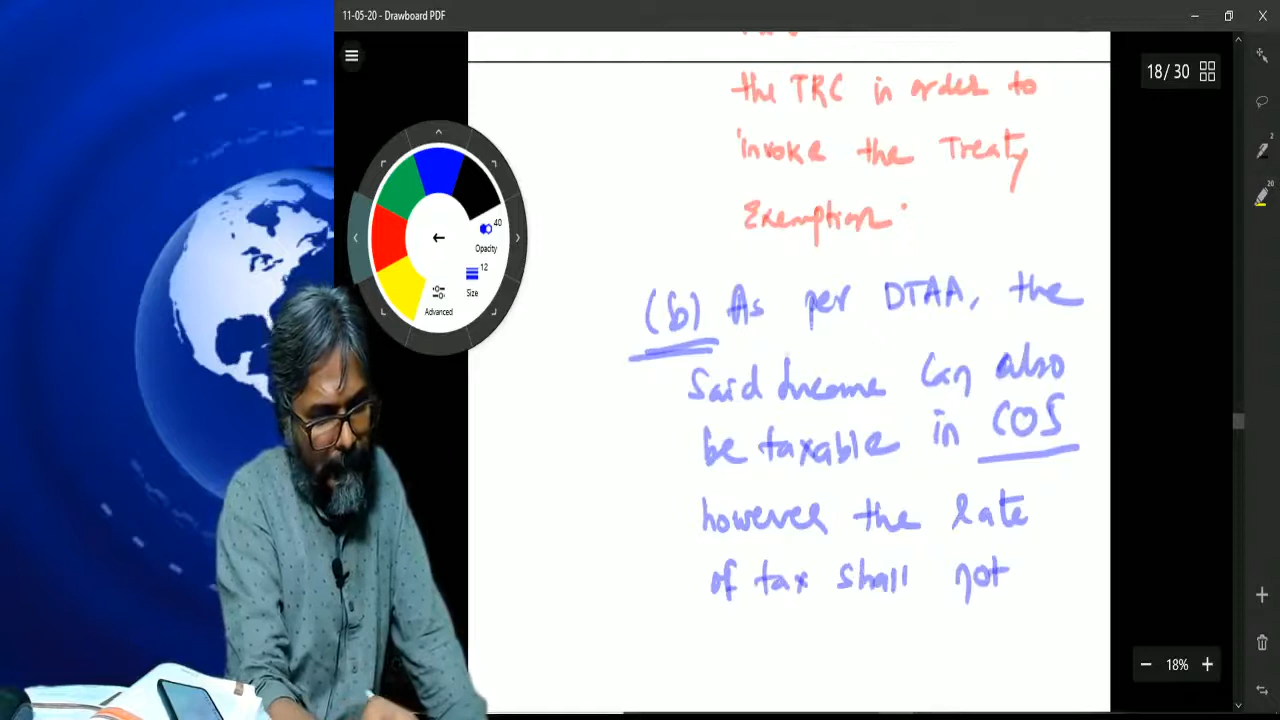 11-05-20 - Drawboard PDF
18/ 30
the TRC in order to
invoke the Treaty
Exemption.
40
Opacity
12
Size
Advanced
(b) As per DTAA, the
Said Income can also
be taxable in COS
however the rate
of tax shall not
2
20
18%